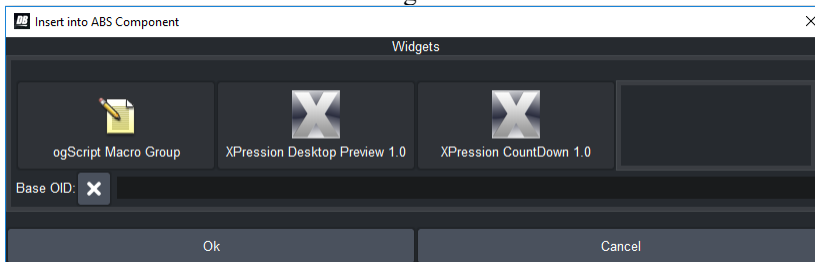 Insert into ABS Component
Widgets
ogScript Macro Group
XPression Desktop Preview 1.0
XPression CountDown 1.0
Base OID:
Ok
Cancel